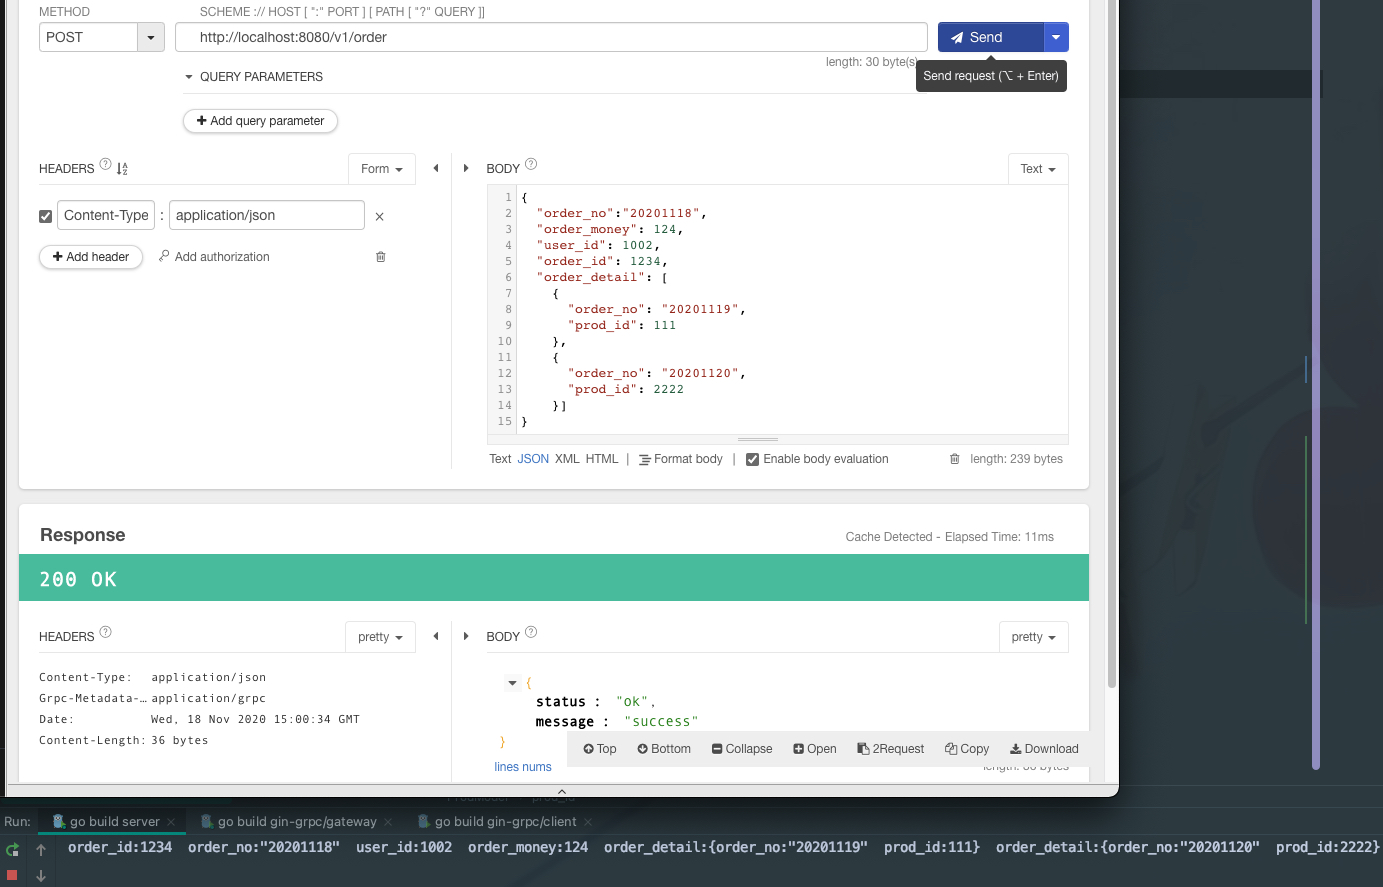 METHOD
SCHEME :// HOST [ ":" PORT ] [ PATH [ "?" QUERY ]]
POST
http://localhost:8080/v1/order
Send
length: 30 byte(s)
Send request (⌥ + Enter)
QUERY PARAMETERS
Add query parameter
HEADERS ?
Form
BODY ?
Text
Content-Type : application/json ×
Add header
Add authorization
1 {
2 "order_no":"20201118",
3 "order_money": 124,
4 "user_id": 1002,
5 "order_id": 1234,
6 "order_detail": [
7 {
8 "order_no": "20201119",
9 "prod_id": 111
10 },
11 {
12 "order_no": "20201120",
13 "prod_id": 2222
14 }]
15 }
Text JSON XML HTML | Format body | Enable body evaluation
length: 239 bytes
Response
Cache Detected - Elapsed Time: 11ms
200 OK
HEADERS ?
pretty
BODY ?
pretty
Content-Type: application/json
Grpc-Metadata-… application/grpc
Date: Wed, 18 Nov 2020 15:00:34 GMT
Content-Length: 36 bytes
{
status : "ok",
message : "success"
}
Top Bottom Collapse Open 2Request Copy Download
lines nums
Run: go build server × go build gin-grpc/gateway × go build gin-grpc/client ×
order_id:1234 order_no:"20201118" user_id:1002 order_money:124 order_detail:{order_no:"20201119" prod_id:111} order_detail:{order_no:"20201120" prod_id:2222}